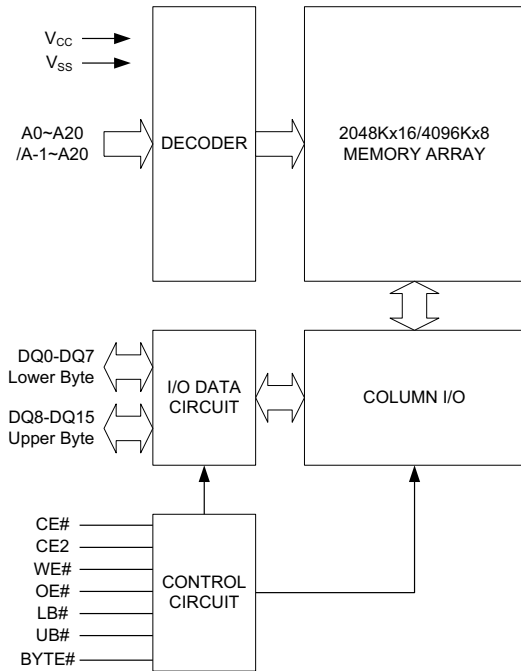 VCC
VSS
A0~A20
/A-1~A20
DECODER
2048Kx16/4096Kx8
MEMORY ARRAY
DQ0-DQ7
Lower Byte
DQ8-DQ15
Upper Byte
I/O DATA
CIRCUIT
COLUMN I/O
CE#
CE2
WE#
OE#
LB#
UB#
BYTE#
CONTROL
CIRCUIT